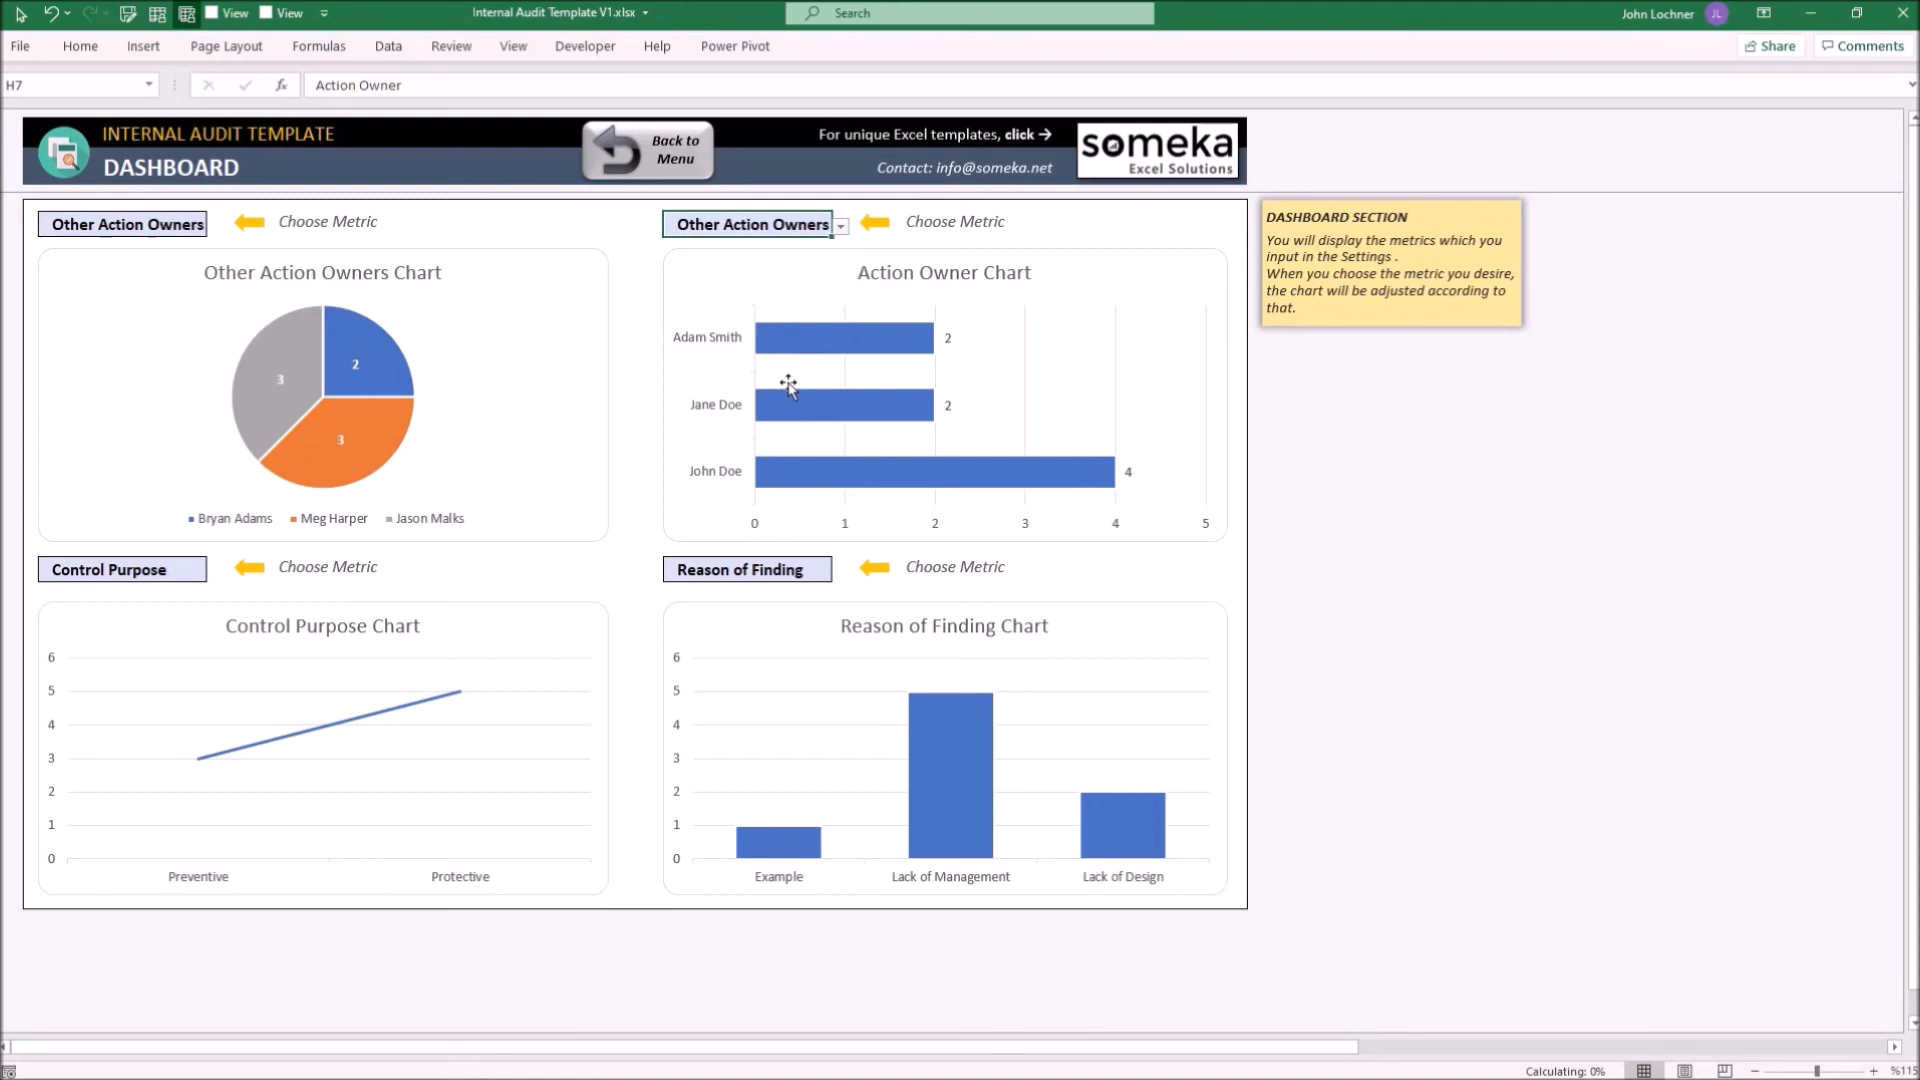 View
View
Internal Audit Template V1.xlsx
Search
John Lochner
JL
File
Home
Insert
Page Layout
Formulas
Data
Review
View
Developer
Help
Power Pivot
Share
Comments
H7
fx
Action Owner
INTERNAL AUDIT TEMPLATE
DASHBOARD
Back to
Menu
For unique Excel templates, click →
Contact: info@someka.net
someka
Excel Solutions
Other Action Owners
Choose Metric
Other Action Owners
Choose Metric
DASHBOARD SECTION
You will display the metrics which you
input in the Settings .
When you choose the metric you desire,
the chart will be adjusted according to
that.
Other Action Owners Chart
3
2
3
Bryan Adams
Meg Harper
Jason Malks
Action Owner Chart
Adam Smith
2
Jane Doe
2
John Doe
4
0 1 2 3 4 5
Control Purpose
Choose Metric
Reason of Finding
Choose Metric
Control Purpose Chart
6
5
4
3
2
1
0
Preventive
Protective
Reason of Finding Chart
6
5
4
3
2
1
0
Example
Lack of Management
Lack of Design
Calculating: 0%
%115